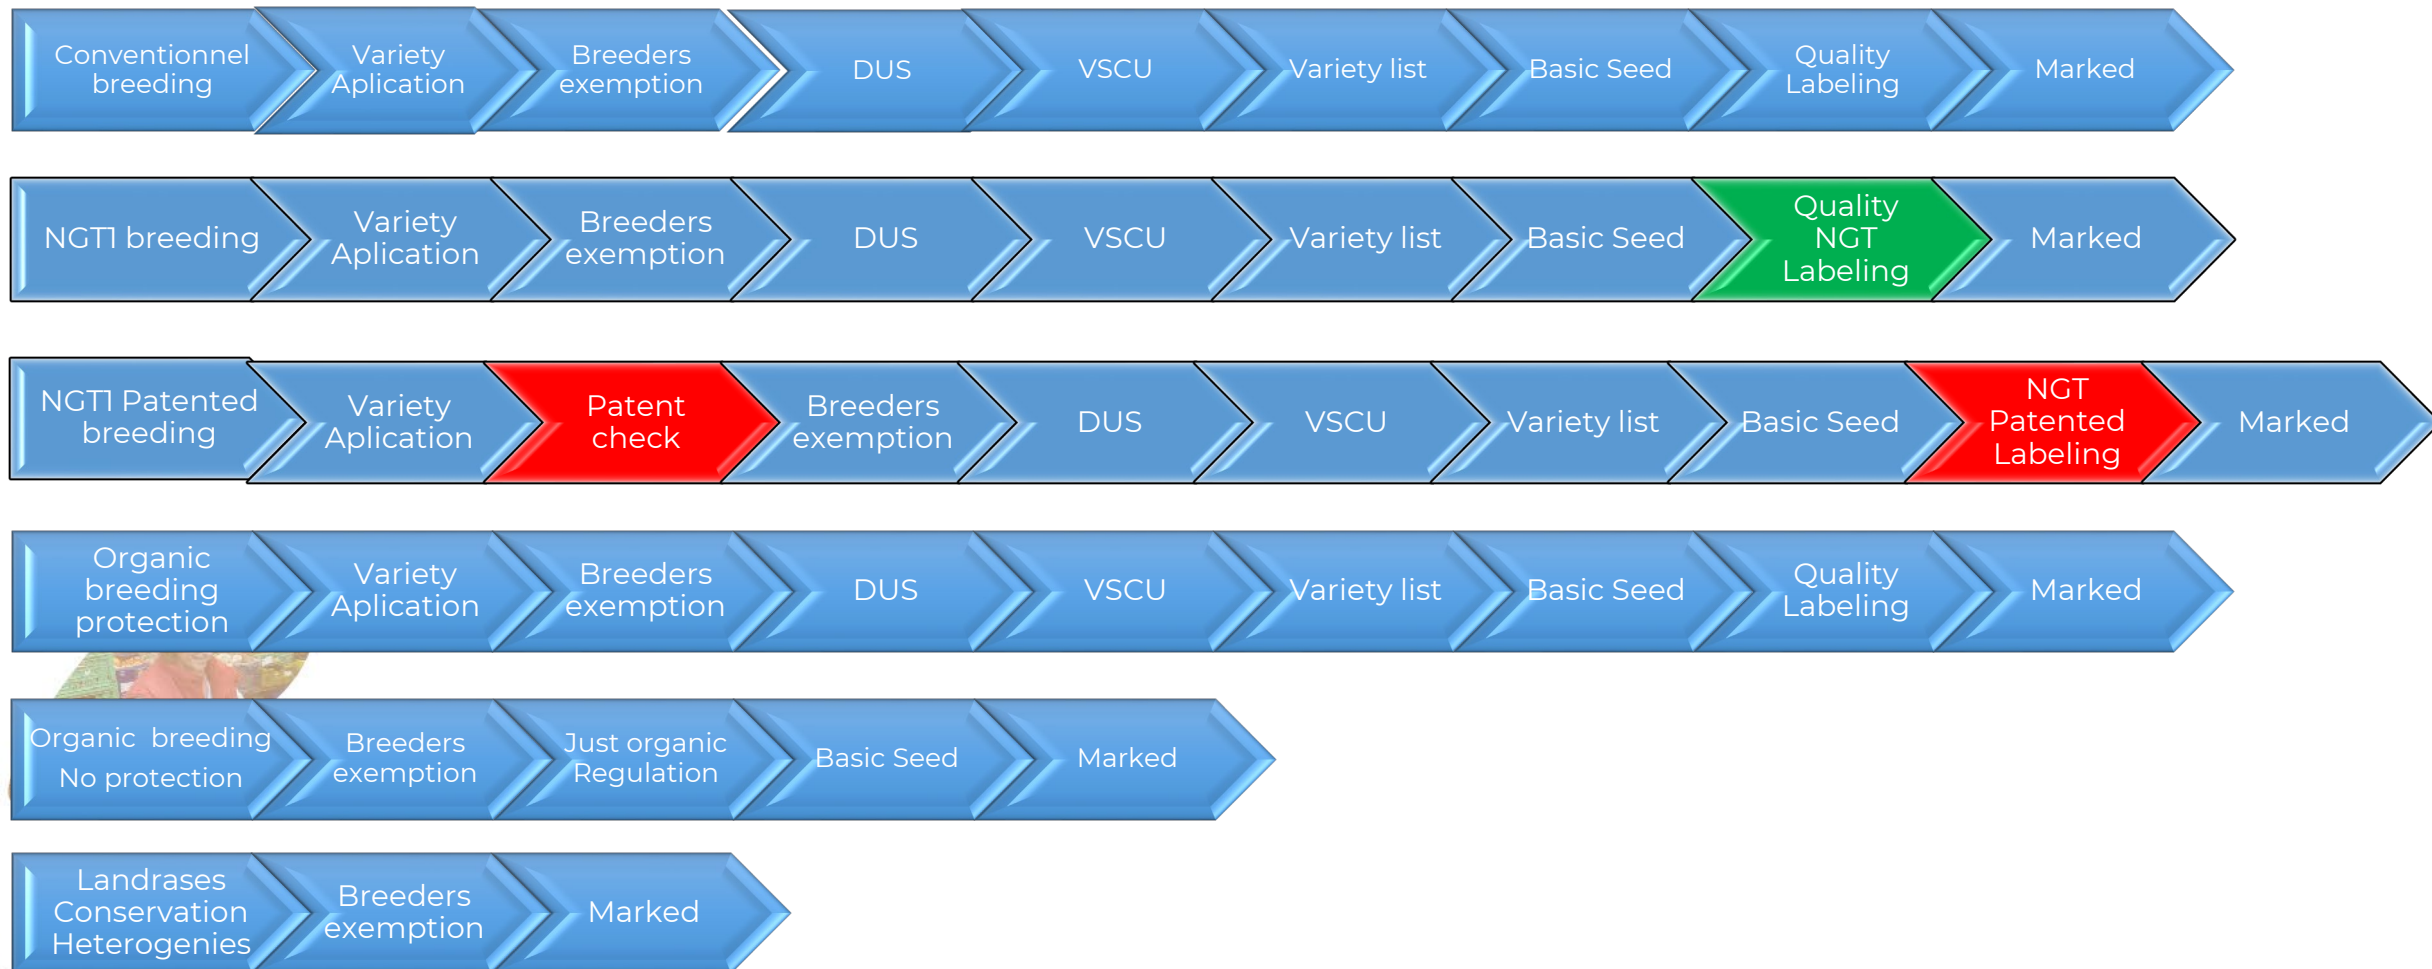 Conventionnel
breeding
Variety
Aplication
Breeders
exemption
DUS
VSCU
Variety list
Basic Seed
Quality
Labeling
Marked
NGT1 breeding
Variety
Aplication
Breeders
exemption
DUS
VSCU
Variety list
Basic Seed
Quality
NGT
Labeling
Marked
NGT1 Patented
breeding
Variety
Aplication
Patent
check
Breeders
exemption
DUS
VSCU
Variety list
Basic Seed
NGT
Patented
Labeling
Marked
Organic
breeding
protection
Variety
Aplication
Breeders
exemption
DUS
VSCU
Variety list
Basic Seed
Quality
Labeling
Marked
Organic breeding
No protection
Breeders
exemption
Just organic
Regulation
Basic Seed
Marked
Landrases
Conservation
Heterogenies
Breeders
exemption
Marked